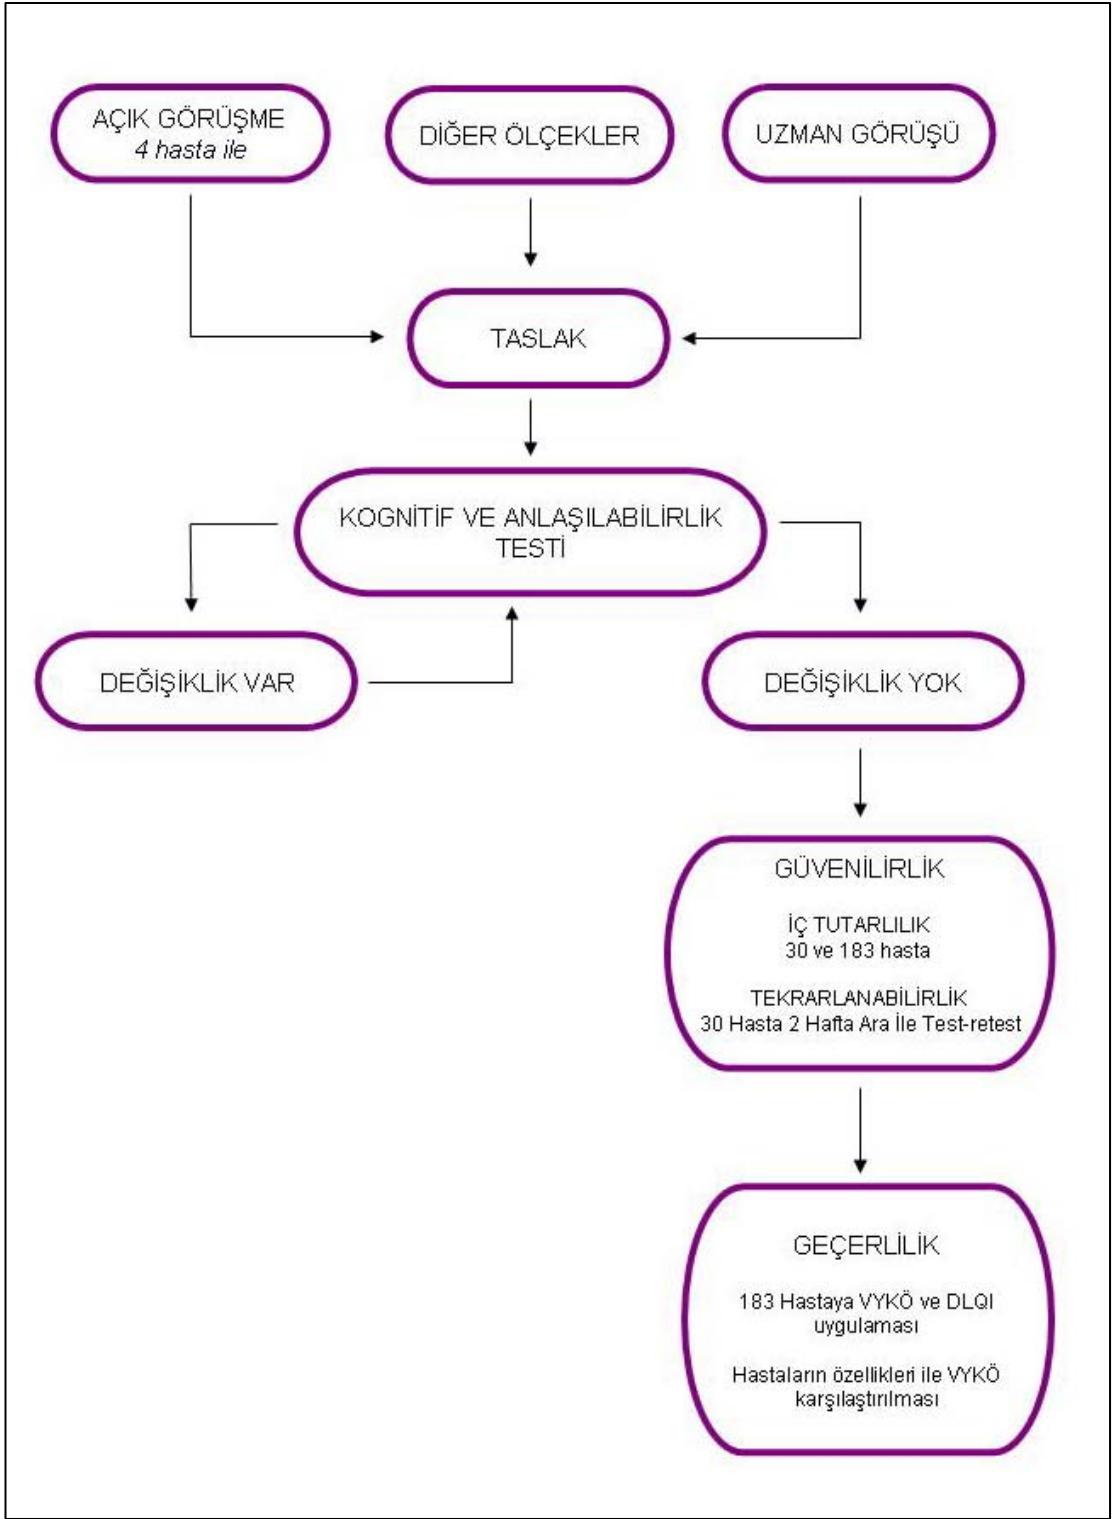 AÇIK GÖRÜŞME
4 hasta ile
DİĞER ÖLÇEKLER
UZMAN GÖRÜŞÜ
TASLAK
KOGNİTİF VE ANLAŞILABİLİRLİK
TESTİ
DEĞİŞİKLİK VAR
DEĞİŞİKLİK YOK
GÜVENİLİRLİK
İÇ TUTARLILIK
30 ve 183 hasta
TEKRARLANABİLİRLİK
30 Hasta 2 Hafta Ara İle Test-retest
GEÇERLİLİK
183 Hastaya VYKÖ ve DLQI
uygulaması
Hastaların özellikleri ile VYKÖ
karşılaştırılması